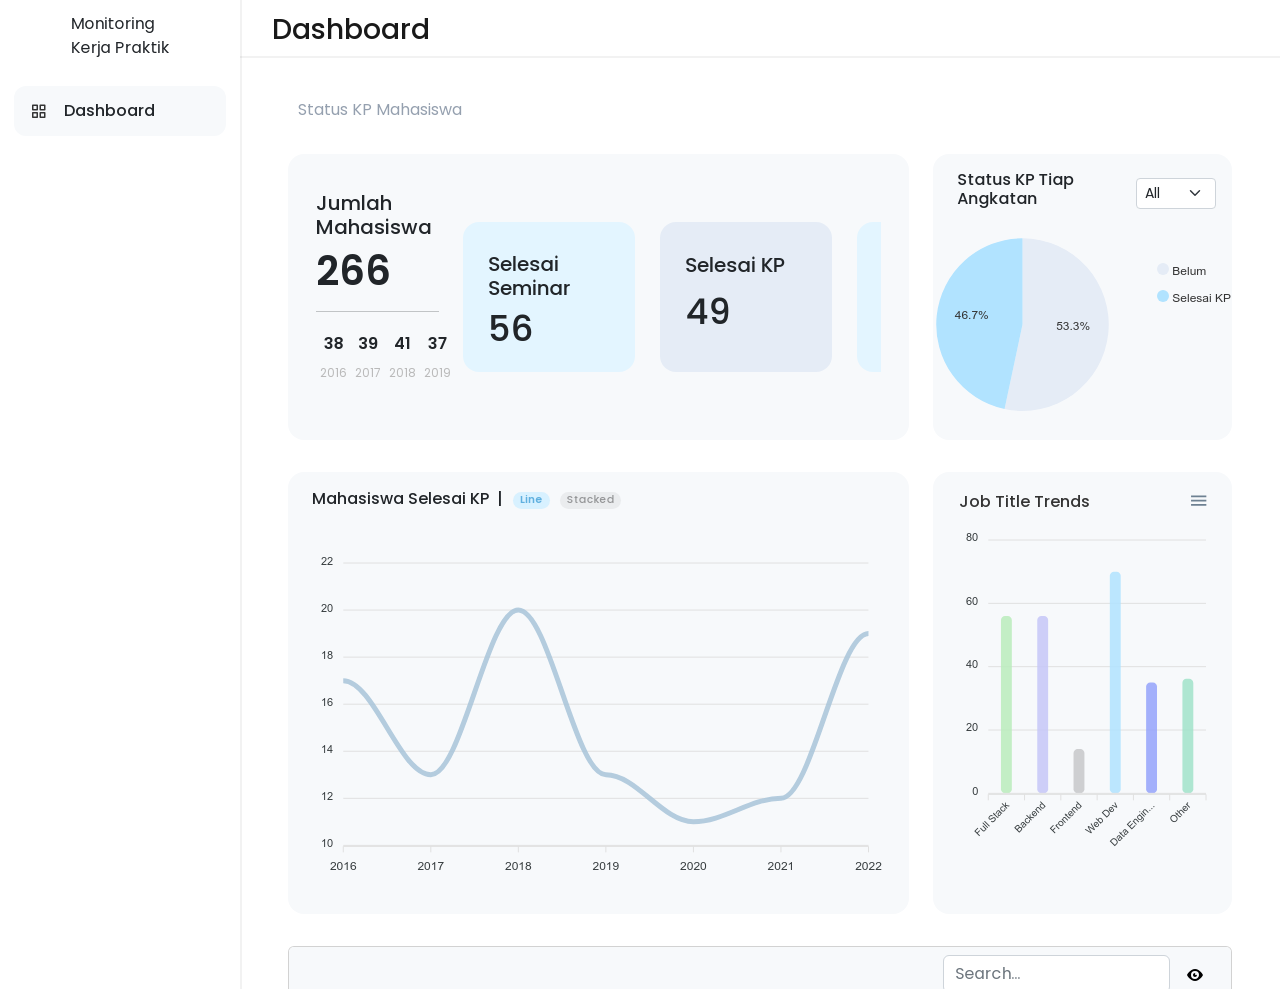 Monitoring
Kerja Praktik
Dashboard
Dashboard
Status KP Mahasiswa
Jumlah
Mahasiswa
266
38 39 41 37
2016 2017 2018 2019
Selesai
Seminar
56
Selesai KP
49
Status KP Tiap
Angkatan
All
46.7%
53.3%
Belum
Selesai KP
Mahasiswa Selesai KP |
Line
Stacked
22
20
18
16
14
12
10
2016 2017 2018 2019 2020 2021 2022
Job Title Trends
80
60
40
20
0
Full Stack
Backend
Frontend
Web Dev
Data Engin...
Other
Search...